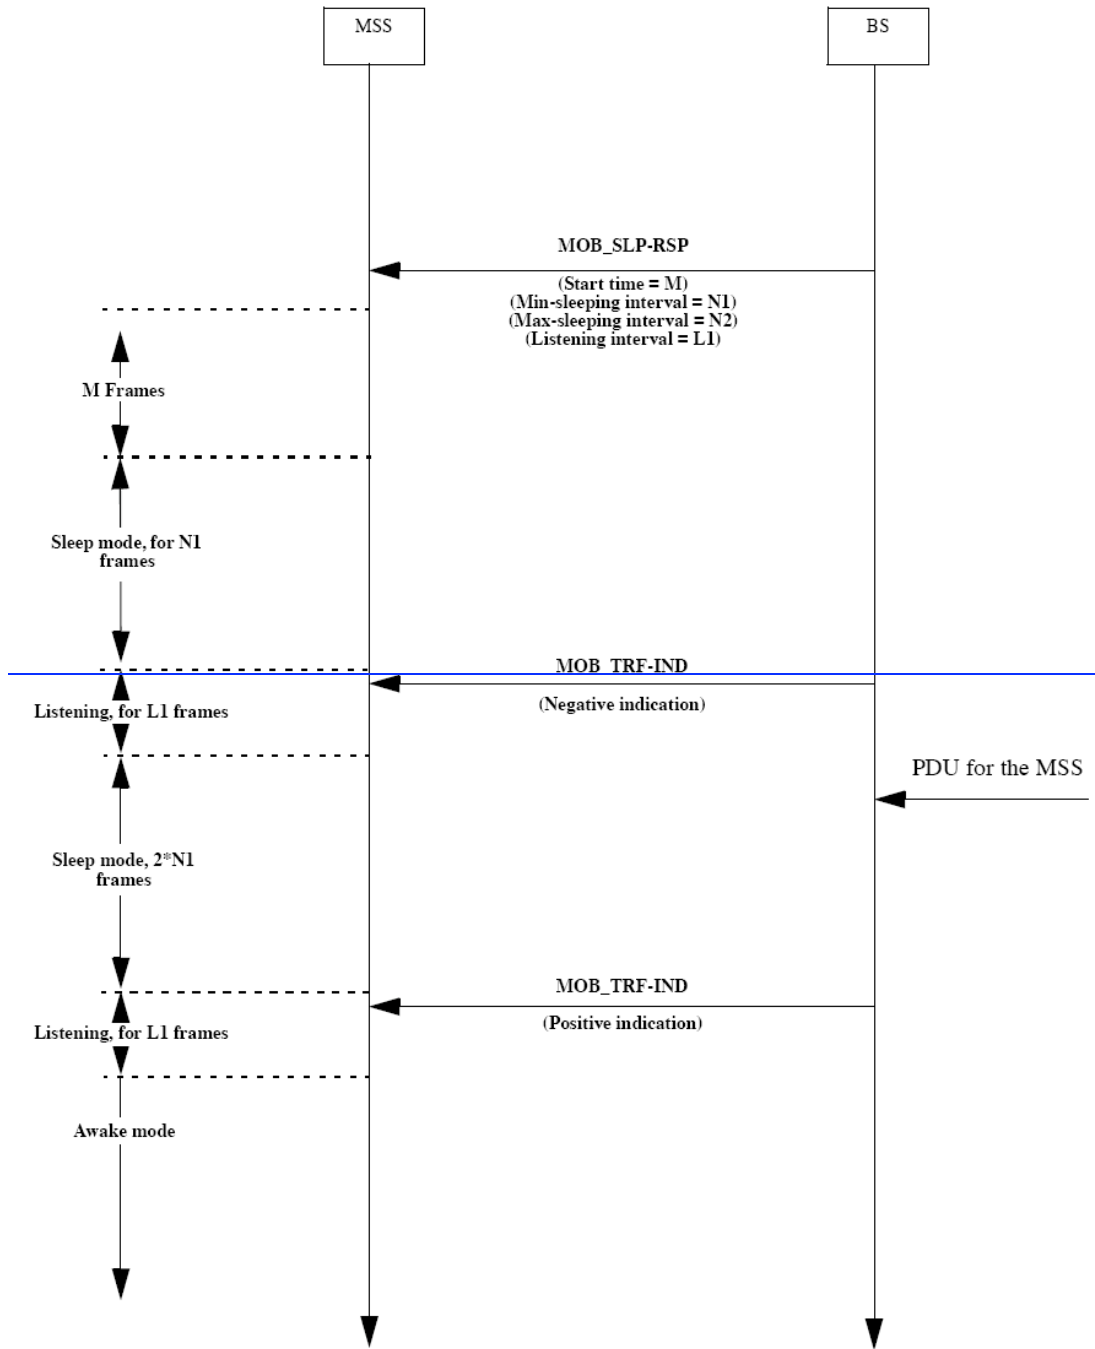 MSS
BS
MOB_SLP-RSP
(Start time = M)
(Min-sleeping interval = N1)
(Max-sleeping interval = N2)
(Listening interval = L1)
M Frames
Sleep mode, for N1
frames
MOB_TRF-IND
(Negative indication)
Listening, for L1 frames
PDU for the MSS
Sleep mode, 2*N1
frames
MOB_TRF-IND
(Positive indication)
Listening, for L1 frames
Awake mode